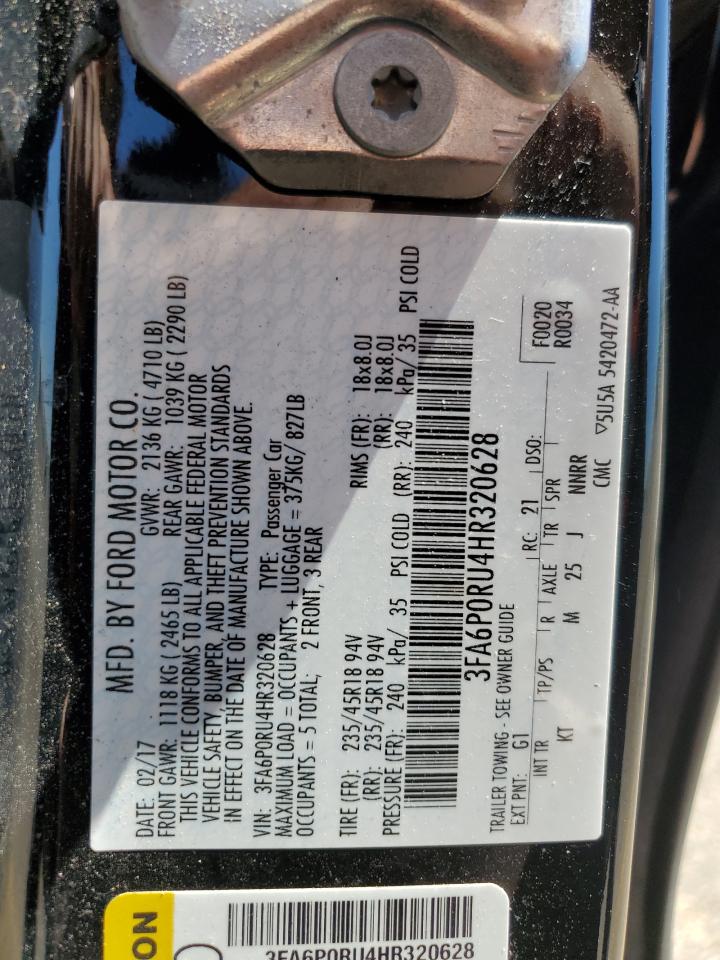 MFD. BY FORD MOTOR CO.
DATE: 02/17 GVWR: 2136 KG ( 4710 LB)
FRONT GAWR: 1118 KG ( 2465 LB) REAR GAWR: 1039 KG ( 2290 LB)
THIS VEHICLE CONFORMS TO ALL APPLICABLE FEDERAL MOTOR
VEHICLE SAFETY, BUMPER, AND THEFT PREVENTION STANDARDS
IN EFFECT ON THE DATE OF MANUFACTURE SHOWN ABOVE.
VIN: 3FA6P0RU4HR320628 TYPE: Passenger Car
MAXIMUM LOAD = OCCUPANTS + LUGGAGE = 375KG/ 827LB
OCCUPANTS = 5 TOTAL; 2 FRONT, 3 REAR
TIRE (FR): 235/45R18 94V RIMS (FR): 18x8.0J
(RR): 235/45R18 94V (RR): 18x8.0J
PRESSURE (FR): 240 kPa/ 35 PSI COLD (RR): 240 kPa/ 35 PSI COLD
3FA6P0RU4HR320628
TRAILER TOWING - SEE OWNER GUIDE
F0020
EXT PNT: G1 RC: 21 DSO: R0034
INT TR TP/PS R AXLE TR SPR
KT M 25 J NNRR
CMC ▽5U5A 5420472-AA
ON
3FA6P0RU4HR320628